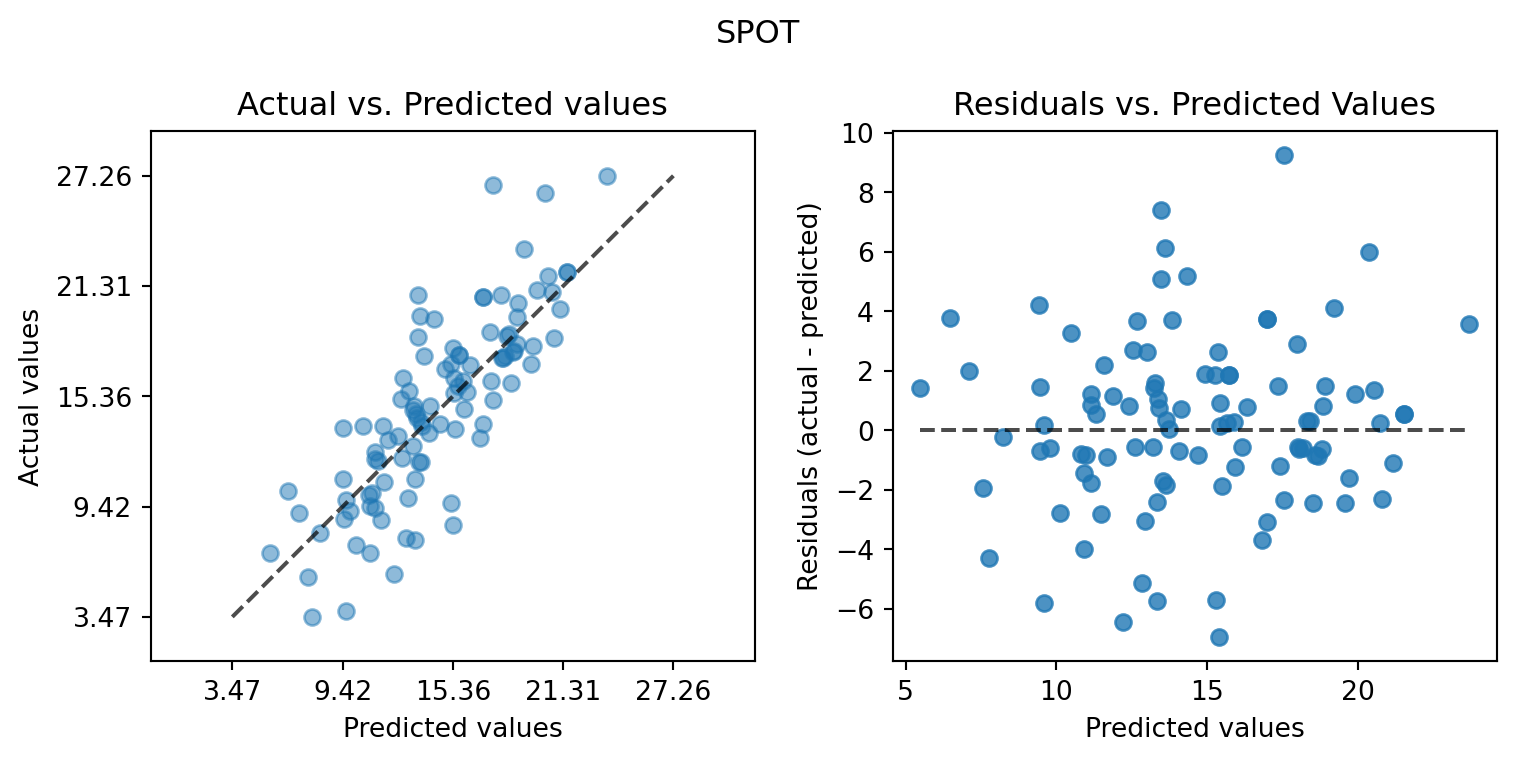 SPOT
Actual vs. Predicted values
27.26
21.31
15.36
9.42
3.47
Actual values
3.47 9.42 15.36 21.31 27.26
Predicted values
Residuals vs. Predicted Values
10
8
6
4
2
0
−2
−4
−6
Residuals (actual - predicted)
5 10 15 20
Predicted values